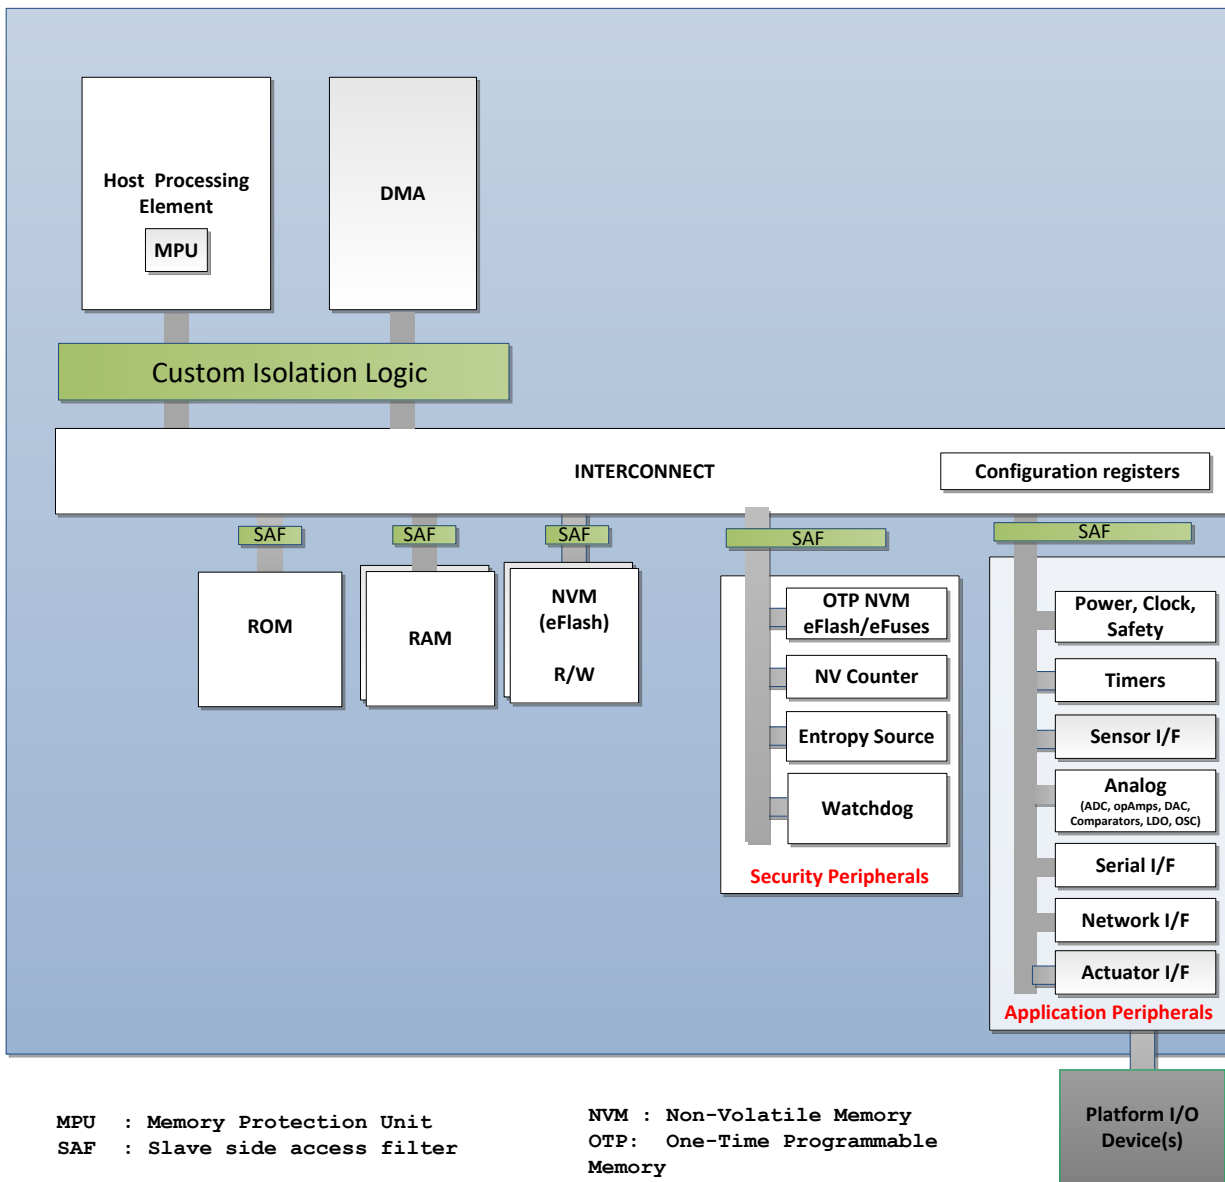 Host Processing
Element
MPU
DMA
Custom Isolation Logic
INTERCONNECT
Configuration registers
SAF
SAF
SAF
SAF
SAF
ROM
RAM
NVM
(eFlash)
R/W
OTP NVM
eFlash/eFuses
NV Counter
Entropy Source
Watchdog
Security Peripherals
Power, Clock,
Safety
Timers
Sensor I/F
Analog
(ADC, opAmps, DAC,
Comparators, LDO, OSC)
Serial I/F
Network I/F
Actuator I/F
Application Peripherals
Platform I/O
Device(s)
MPU : Memory Protection Unit
SAF : Slave side access filter
NVM : Non-Volatile Memory
OTP: One-Time Programmable
Memory